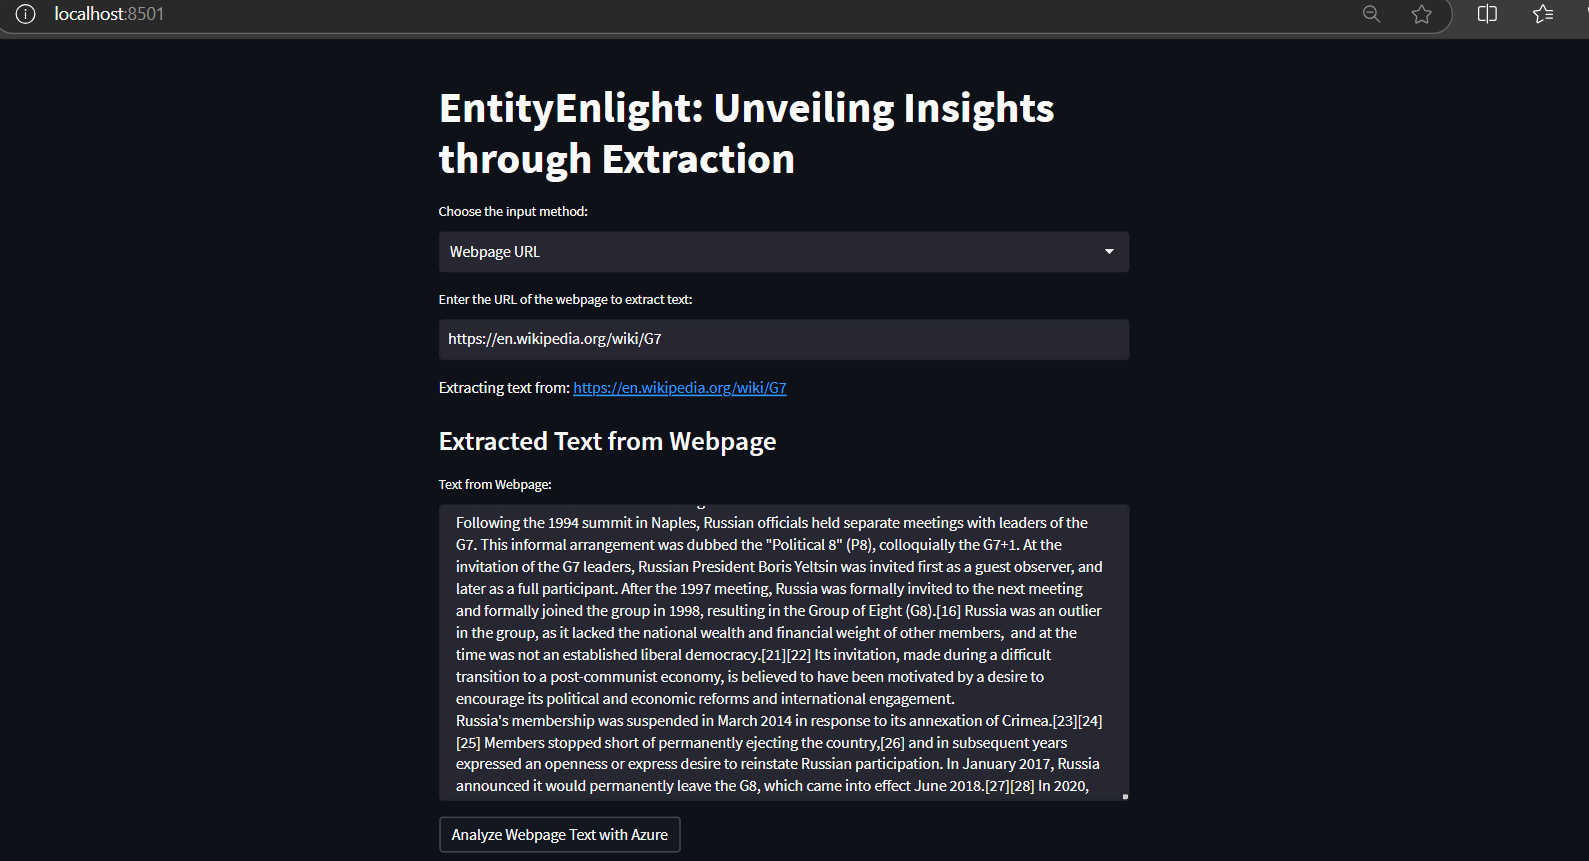 localhost:8501
EntityEnlight: Unveiling Insights
through Extraction
Choose the input method:
Webpage URL
Enter the URL of the webpage to extract text:
https://en.wikipedia.org/wiki/G7
Extracting text from: https://en.wikipedia.org/wiki/G7
Extracted Text from Webpage
Text from Webpage:
Following the 1994 summit in Naples, Russian officials held separate meetings with leaders of the
G7. This informal arrangement was dubbed the "Political 8" (P8), colloquially the G7+1. At the
invitation of the G7 leaders, Russian President Boris Yeltsin was invited first as a guest observer, and
later as a full participant. After the 1997 meeting, Russia was formally invited to the next meeting
and formally joined the group in 1998, resulting in the Group of Eight (G8).[16] Russia was an outlier
in the group, as it lacked the national wealth and financial weight of other members,  and at the
time was not an established liberal democracy.[21][22] Its invitation, made during a difficult
transition to a post-communist economy, is believed to have been motivated by a desire to
encourage its political and economic reforms and international engagement.
Russia's membership was suspended in March 2014 in response to its annexation of Crimea.[23][24]
[25] Members stopped short of permanently ejecting the country,[26] and in subsequent years
expressed an openness or express desire to reinstate Russian participation. In January 2017, Russia
announced it would permanently leave the G8, which came into effect June 2018.[27][28] In 2020,
Analyze Webpage Text with Azure